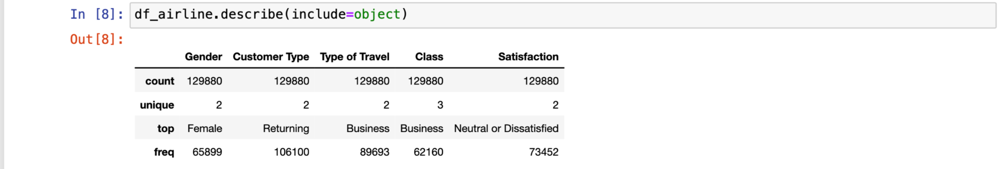 In [8]: df_airline.describe(include=object)
Out[8]:
Gender Customer Type Type of Travel Class Satisfaction
count 129880 129880 129880 129880 129880
unique 2 2 2 3 2
top Female Returning Business Business Neutral or Dissatisfied
freq 65899 106100 89693 62160 73452